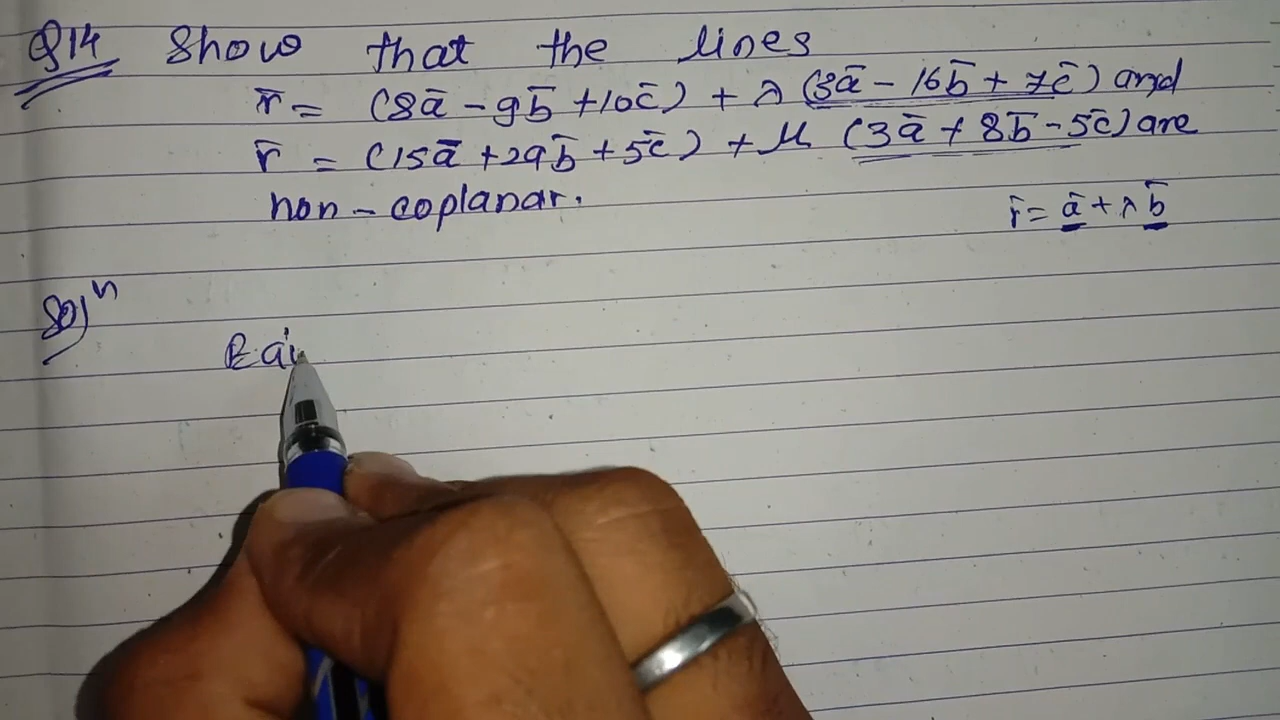 Q14 Show that the lines
r̄ = (8ā - 9b̄ + 10c̄) + λ (3ā - 16b̄ + 7c̄) and
r̄ = (15ā + 29b̄ + 5c̄) + μ (3ā + 8b̄ - 5c̄) are
non-coplanar.
r̄ = ā + λb̄
Solⁿ